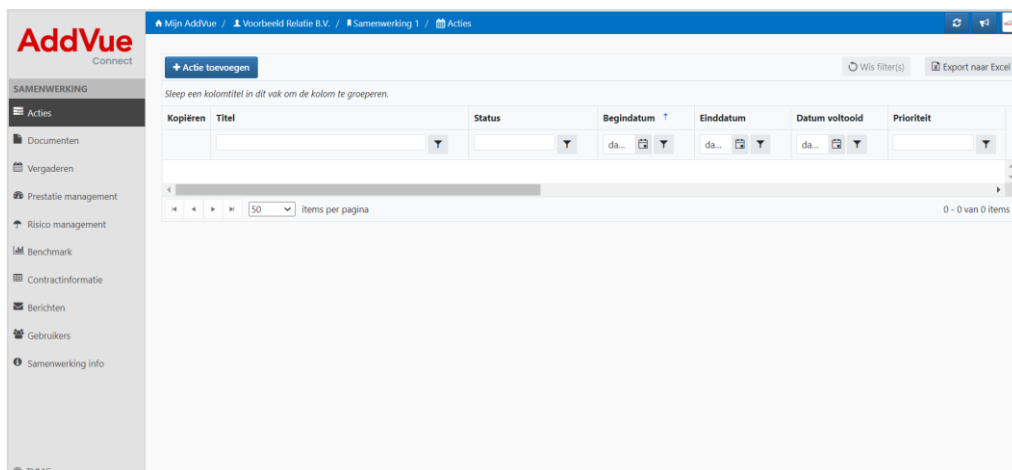 AddVue
Connect
Mijn AddVue / Voorbeeld Relatie B.V. / Samenwerking 1 / Acties
+ Actie toevoegen
Wis filter(s)
Export naar Excel
Sleep een kolomtitel in dit vak om de kolom te groeperen.
SAMENWERKING
Acties
Documenten
Vergaderen
Prestatie management
Risico management
Benchmark
Contractinformatie
Berichten
Gebruikers
Samenwerking info
Kopiëren Titel Status Begindatum ↑ Einddatum Datum voltooid Prioriteit
da... da... da...
50 items per pagina
0 - 0 van 0 items